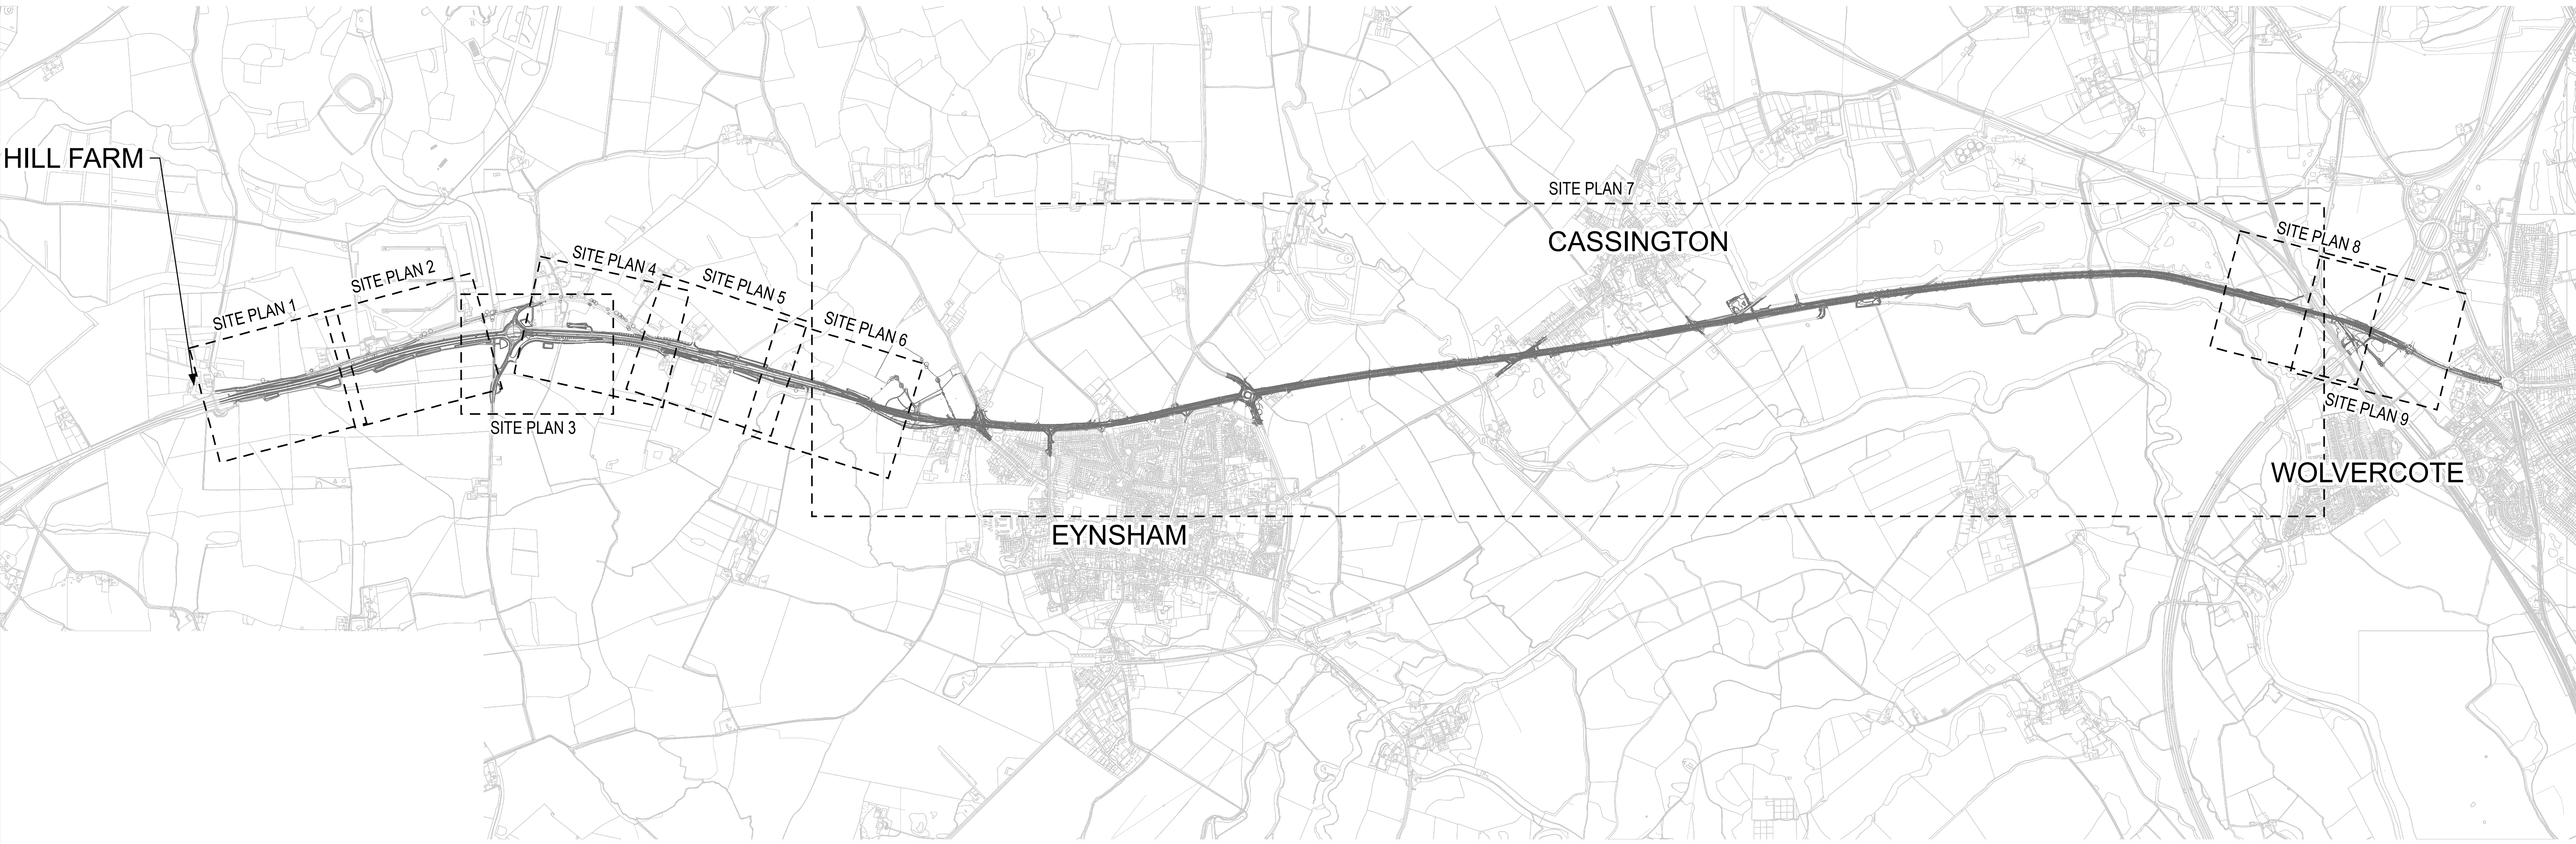 HILL FARM
SITE PLAN 1
SITE PLAN 2
SITE PLAN 3
SITE PLAN 4
SITE PLAN 5
SITE PLAN 6
SITE PLAN 7
CASSINGTON
EYNSHAM
SITE PLAN 8
SITE PLAN 9
WOLVERCOTE